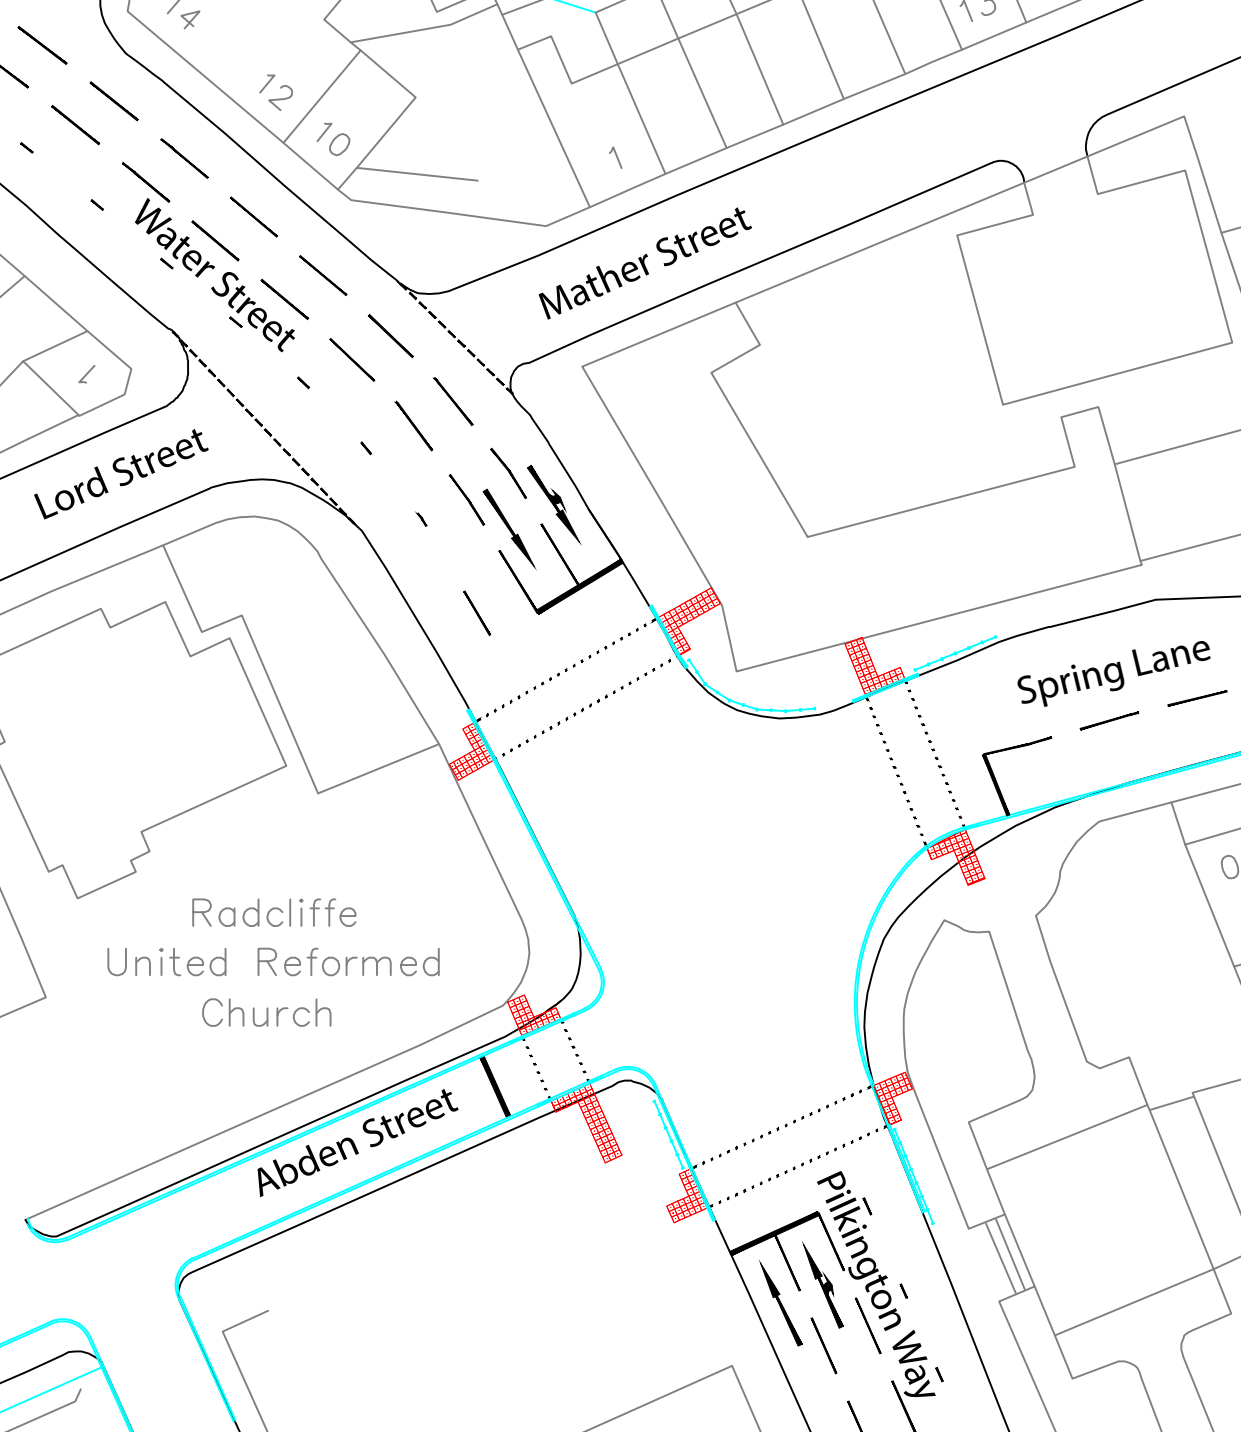 14
13
12
10
1
Water Street
Mather Street
1
Lord Street
Spring Lane
0
Radcliffe
United Reformed
Church
Abden Street
Pilkington Way